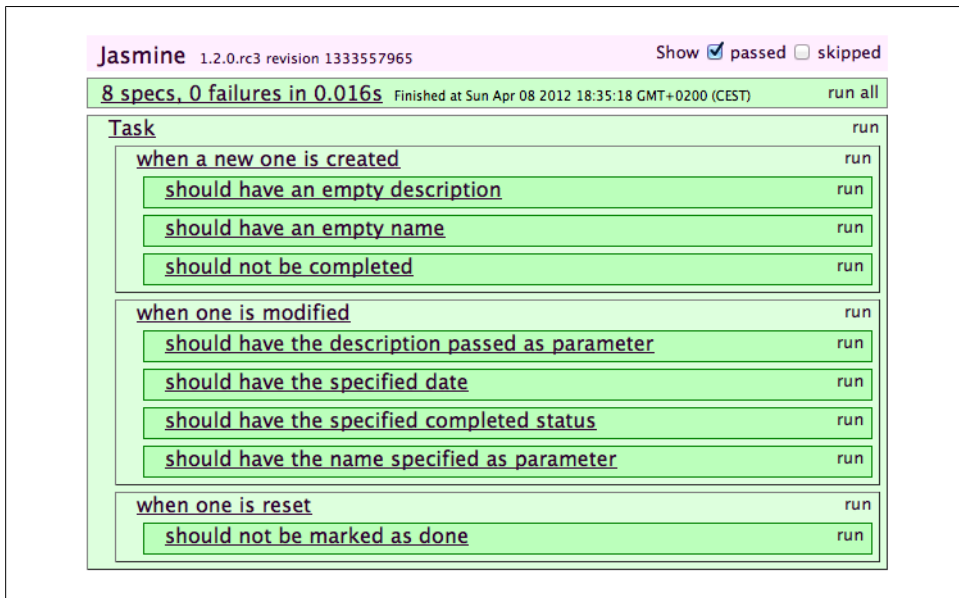 Jasmine 1.2.0.rc3 revision 1333557965 Show passed skipped
8 specs, 0 failures in 0.016s Finished at Sun Apr 08 2012 18:35:18 GMT+0200 (CEST) run all
Task run
when a new one is created run
should have an empty description run
should have an empty name run
should not be completed run
when one is modified run
should have the description passed as parameter run
should have the specified date run
should have the specified completed status run
should have the name specified as parameter run
when one is reset run
should not be marked as done run